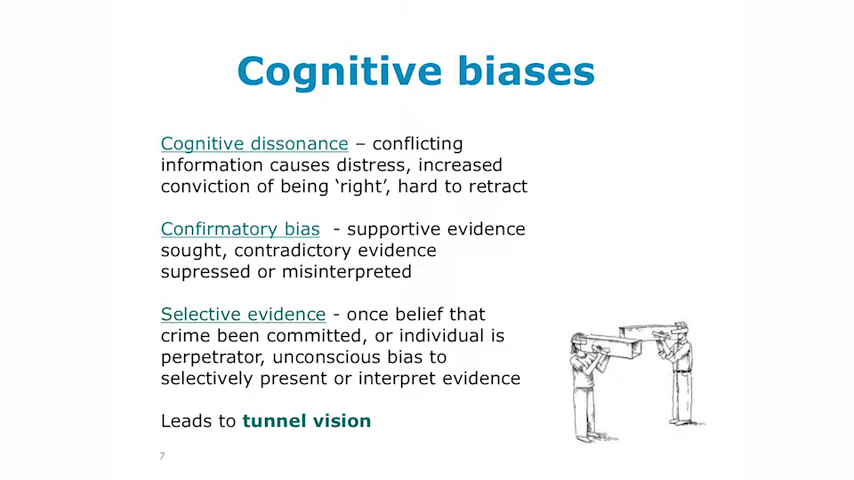 Cognitive biases
Cognitive dissonance – conflicting
information causes distress, increased
conviction of being ‘right’, hard to retract
Confirmatory bias - supportive evidence
sought, contradictory evidence
supressed or misinterpreted
Selective evidence - once belief that
crime been committed, or individual is
perpetrator, unconscious bias to
selectively present or interpret evidence
Leads to tunnel vision
7